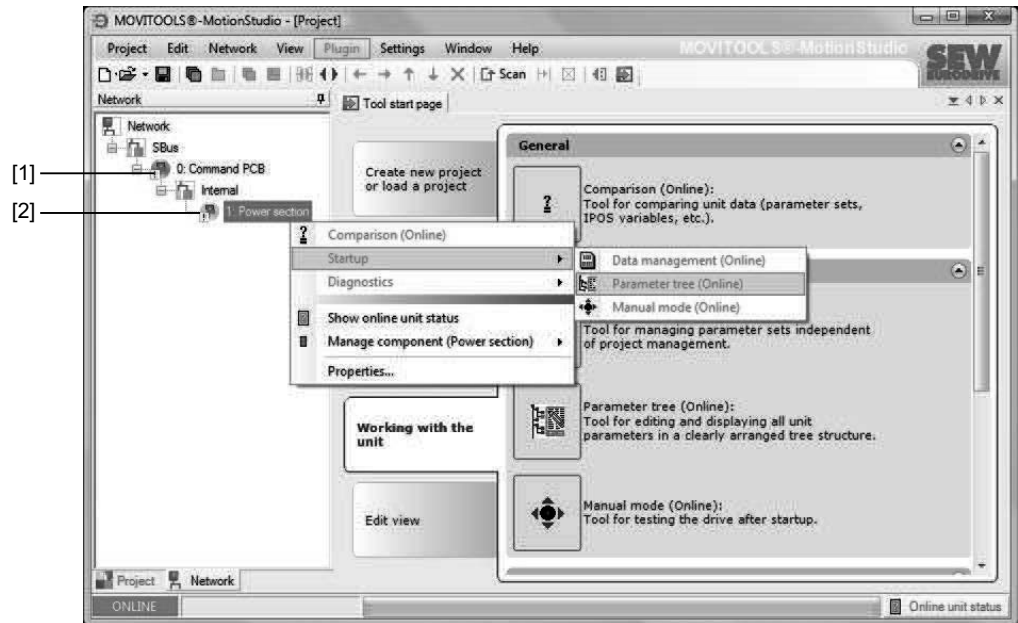 MOVITOOLS®-MotionStudio - [Project]
Project Edit Network View Plugin Settings Window Help
MOVITOOLS®-MotionStudio
SEW
EURODRIVE
Scan
Network
Tool start page
Network
SBus
[1]
0: Command PCB
Internal
[2]
1: Power section
Comparison (Online)
Startup
Diagnostics
Show online unit status
Manage component (Power section)
Properties...
Data management (Online)
Parameter tree (Online)
Manual mode (Online)
Create new project
or load a project
Working with the
unit
Edit view
General
Comparison (Online):
Tool for comparing unit data (parameter sets,
IPOS variables, etc.).
Tool for managing parameter sets independent
of project management.
Parameter tree (Online):
Tool for editing and displaying all unit
parameters in a clearly arranged tree structure.
Manual mode (Online):
Tool for testing the drive after startup.
Project Network
ONLINE
Online unit status